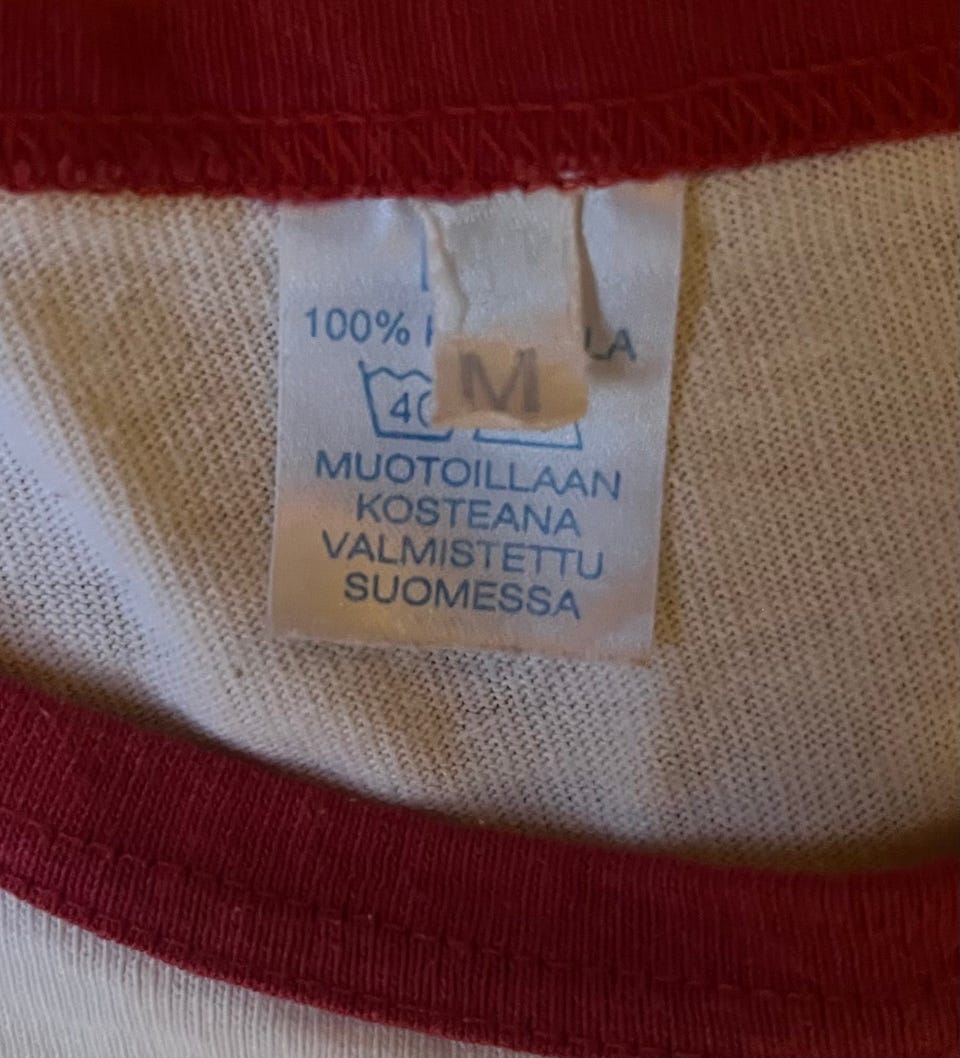 100%
M
40
MUOTOILLAAN
KOSTEANA
VALMISTETTU
SUOMESSA